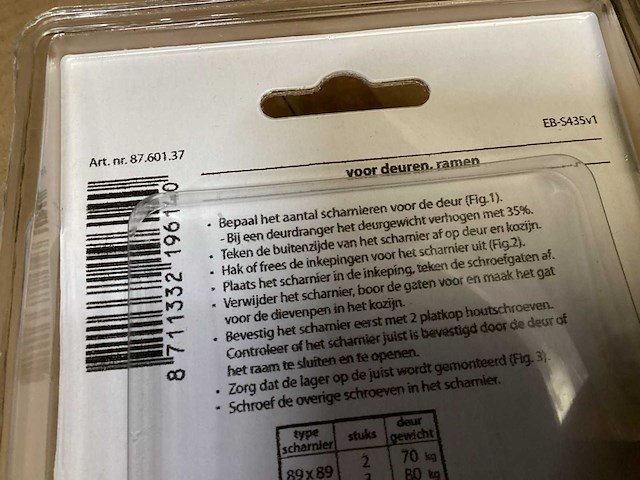 EB-S435v1
Art. nr. 87.601.37
voor deuren, ramen
8 711332 196140
• Bepaal het aantal scharnieren voor de deur (Fig.1).
- Bij een deurdranger het deurgewicht verhogen met 35%.
• Teken de buitenzijde van het scharnier af op deur en kozijn.
• Hak of frees de inkepingen voor het scharnier uit (Fig.2).
• Plaats het scharnier in de inkeping, teken de schroefgaten af.
• Verwijder het scharnier, boor de gaten voor en maak het gat
voor de dievenpen in het kozijn.
• Bevestig het scharnier eerst met 2 platkop houtschroeven.
Controleer of het scharnier juist is bevestigd door de deur of
het raam te sluiten en te openen.
• Zorg dat de lager op de juist wordt gemonteerd (Fig. 3).
• Schroef de overige schroeven in het scharnier.
type scharnier stuks deur gewicht
89 x 89 2 70 kg
3 80 kg